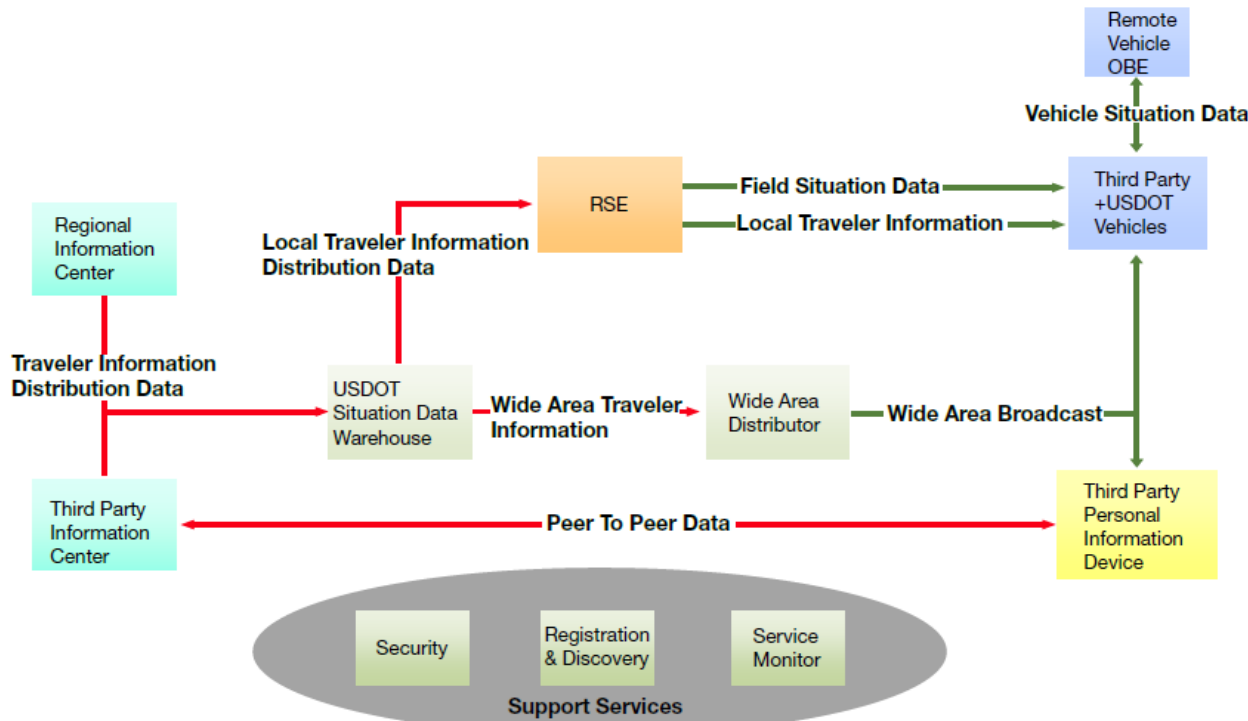 Remote
Vehicle
OBE
Vehicle Situation Data
Third Party
+USDOT
Vehicles
RSE
Field Situation Data
Local Traveler Information
Regional
Information
Center
Local Traveler Information
Distribution Data
Traveler Information
Distribution Data
USDOT
Situation Data
Warehouse
Wide Area Traveler
Information
Wide Area
Distributor
Wide Area Broadcast
Third Party
Information
Center
Peer To Peer Data
Third Party
Personal
Information
Device
Security
Registration
& Discovery
Service
Monitor
Support Services